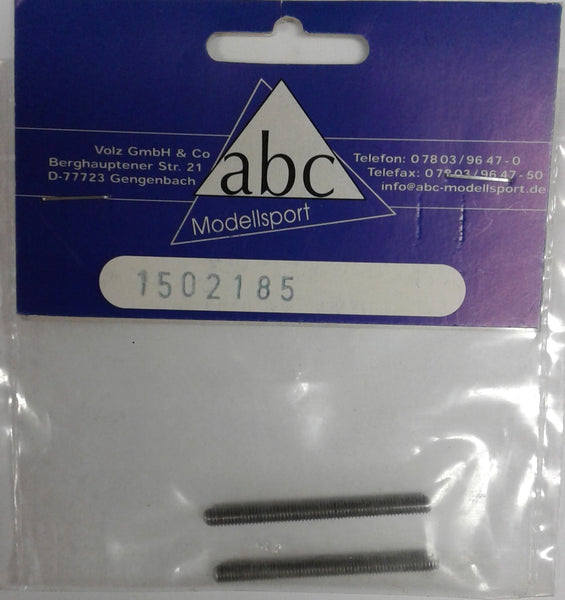 Volz GmbH & Co
Berghauptener Str. 21
D-77723 Gengenbach
abc
Modellsport
Telefon: 0 78 03 / 96 47 - 0
Telefax: 0 78 03 / 96 47 - 50
info@abc-modellsport.de
1502185